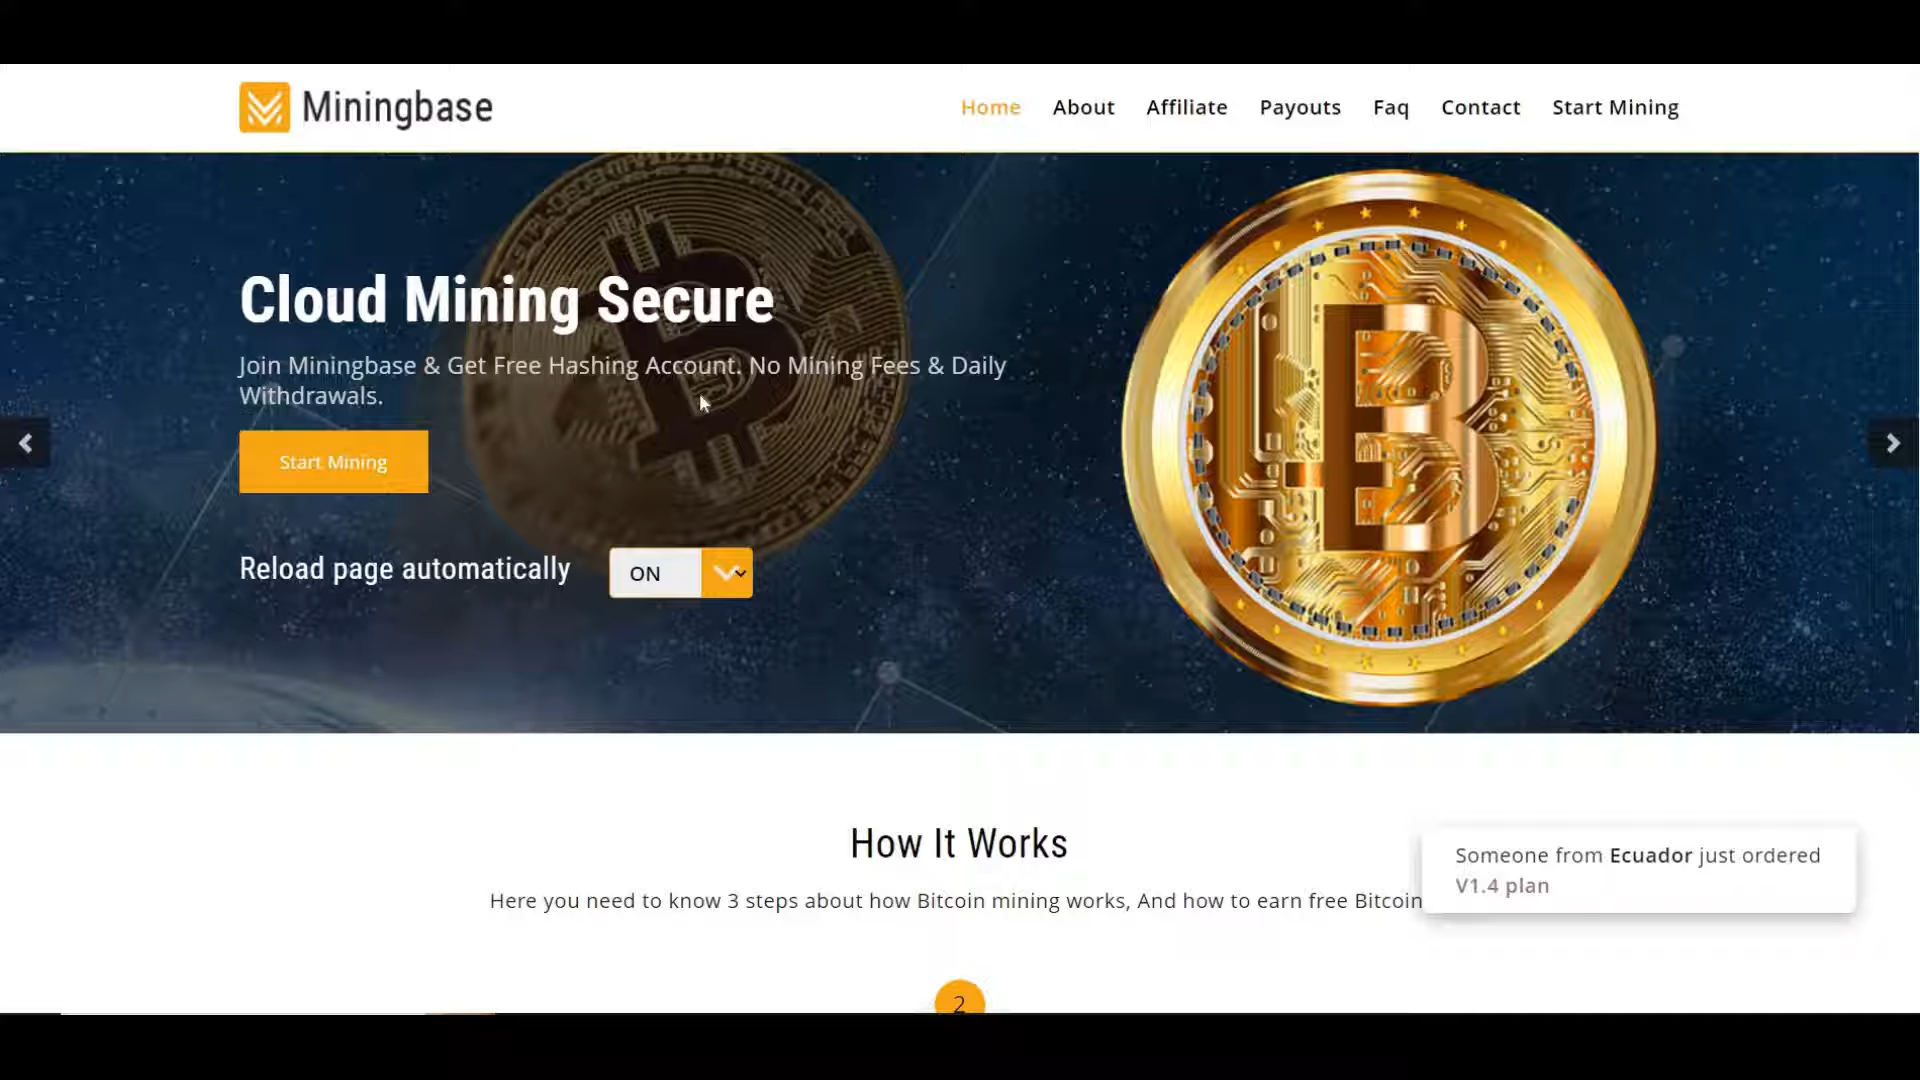 Miningbase
Home About Affiliate Payouts Faq Contact Start Mining
Cloud Mining Secure
Join Miningbase & Get Free Hashing Account. No Mining Fees & Daily
Withdrawals.
Start Mining
Reload page automatically ON
How It Works
Here you need to know 3 steps about how Bitcoin mining works, And how to earn free Bitcoin
Someone from Ecuador just ordered
V1.4 plan
2